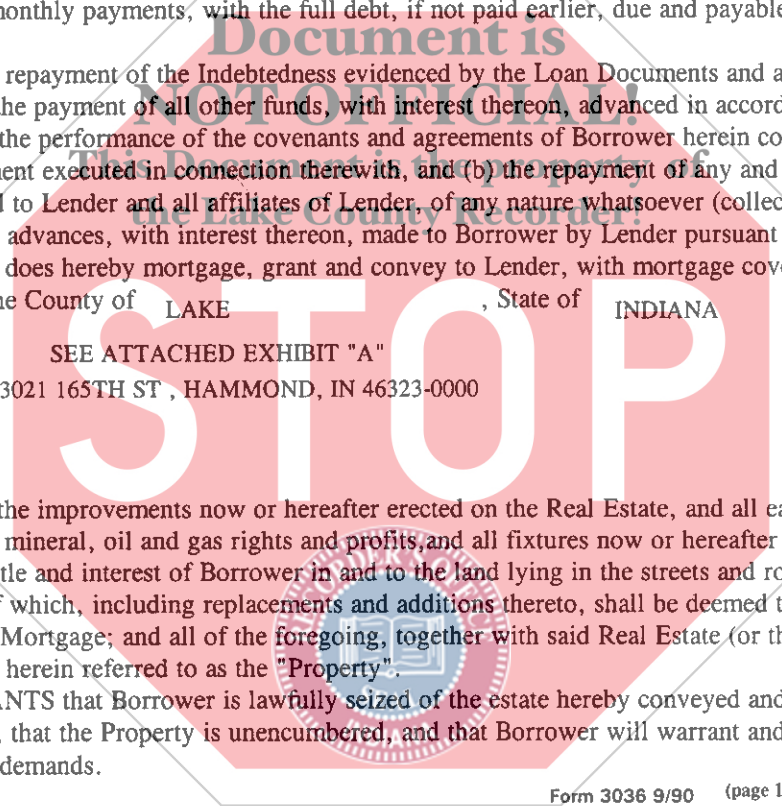 monthly payments, with the full debt, if not paid earlier, due and payable
Document is
repayment of the Indebtedness evidenced by the Loan Documents and a
NOT OFFICIAL!
he payment of all other funds, with interest thereon, advanced in accord
the performance of the covenants and agreements of Borrower herein co
This Document is the property of
ent executed in connection therewith, and (b) the repayment of any and
the Lake County Recorder!
d to Lender and all affiliates of Lender, of any nature whatsoever (collec
advances, with interest thereon, made to Borrower by Lender pursuant
does hereby mortgage, grant and convey to Lender, with mortgage cov
ne County of LAKE , State of INDIANA
SEE ATTACHED EXHIBIT "A"
3021 165TH ST , HAMMOND, IN 46323-0000
STOP
the improvements now or hereafter erected on the Real Estate, and all ea
mineral, oil and gas rights and profits,and all fixtures now or hereafter
tle and interest of Borrower in and to the land lying in the streets and ro
f which, including replacements and additions thereto, shall be deemed t
Mortgage; and all of the foregoing, together with said Real Estate (or th
herein referred to as the "Property".
ANTS that Borrower is lawfully seized of the estate hereby conveyed and
, that the Property is unencumbered, and that Borrower will warrant and
demands.
SEAL
INDIANA
Form 3036 9/90 (page 1